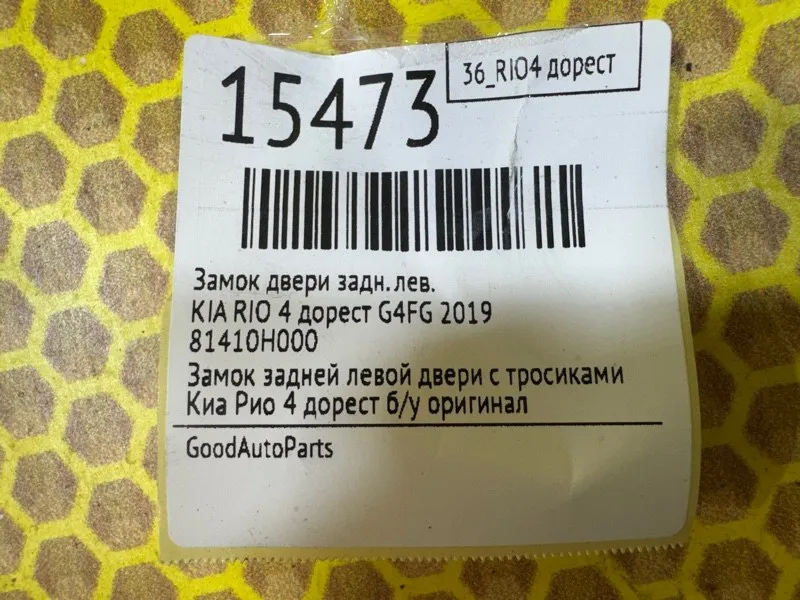 15473
36_RIO4 дорест
Замок двери задн.лев.
KIA RIO 4 дорест G4FG 2019
81410H000
Замок задней левой двери с тросиками
Киа Рио 4 дорест б/у оригинал
GoodAutoParts